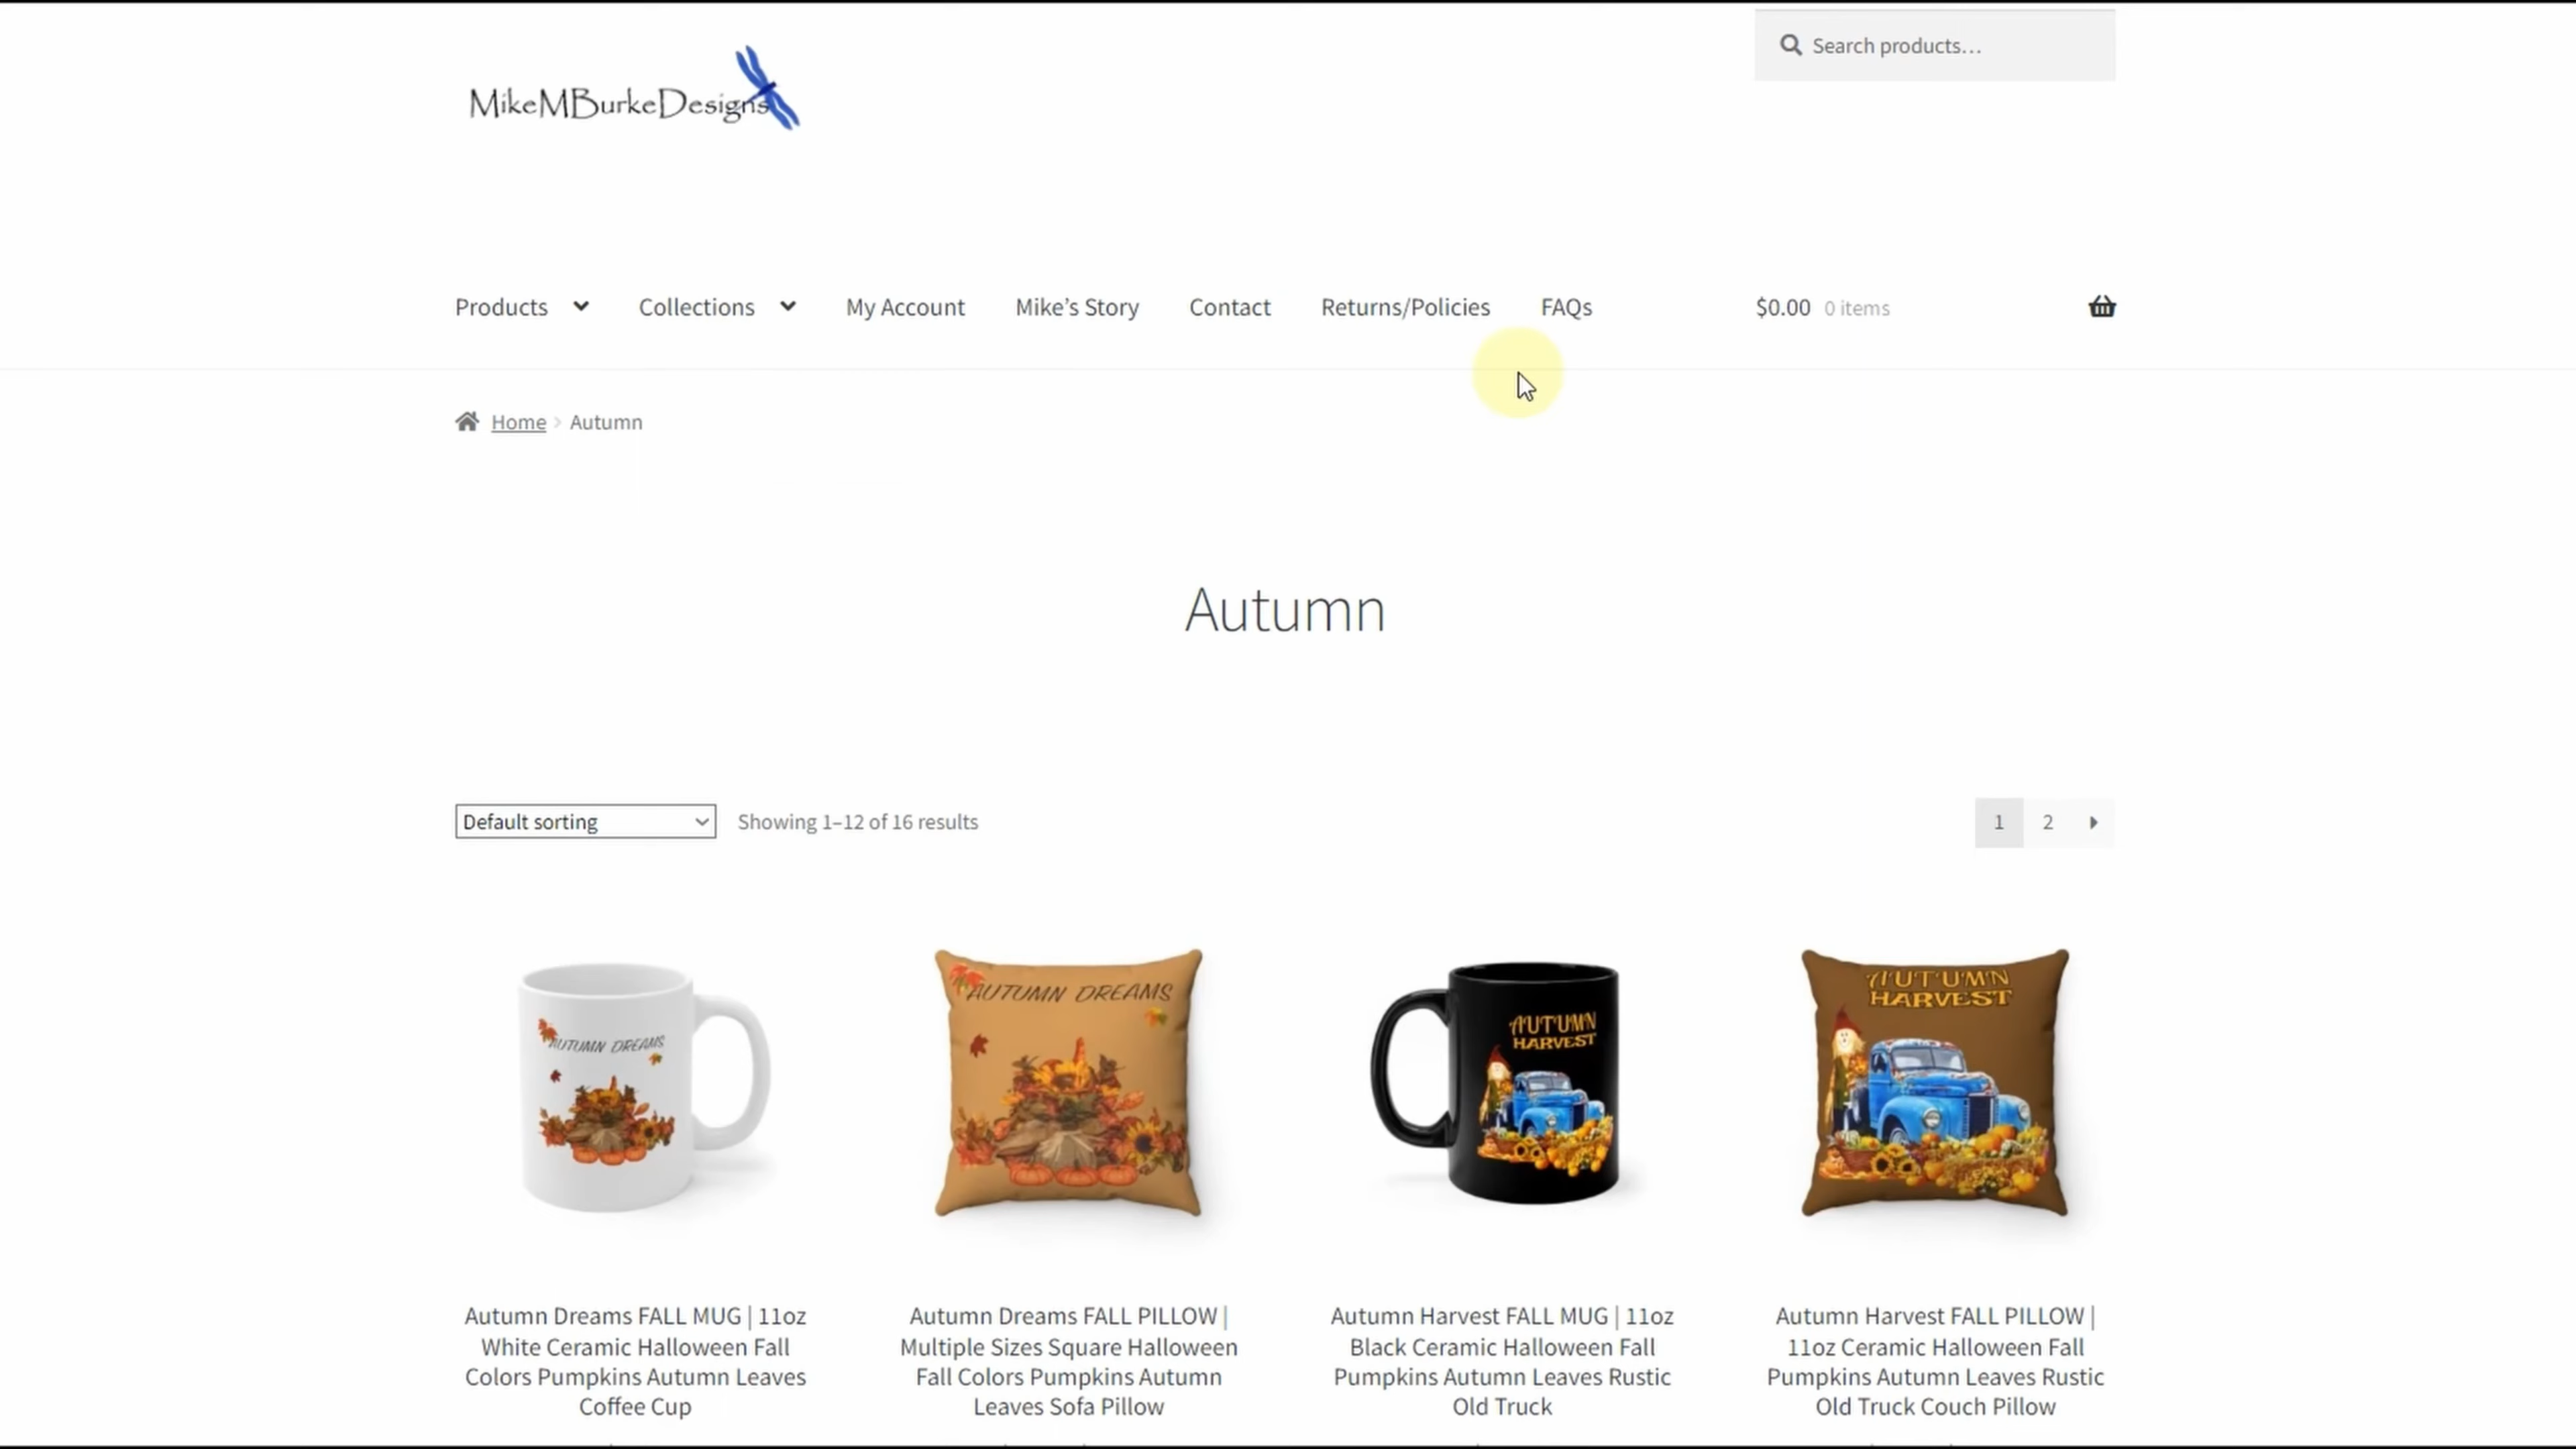 MikeMBurkeDesigns
Search products…
Products
Collections
My Account
Mike’s Story
Contact
Returns/Policies
FAQs
$0.00 0 items
Home
Autumn
Autumn
Default sorting
Showing 1–12 of 16 results
1 2
AUTUMN DREAMS
AUTUMN DREAMS
AUTUMN
HARVEST
AUTUMN
HARVEST
Autumn Dreams FALL MUG | 11oz
White Ceramic Halloween Fall
Colors Pumpkins Autumn Leaves
Coffee Cup
Autumn Dreams FALL PILLOW |
Multiple Sizes Square Halloween
Fall Colors Pumpkins Autumn
Leaves Sofa Pillow
Autumn Harvest FALL MUG | 11oz
Black Ceramic Halloween Fall
Pumpkins Autumn Leaves Rustic
Old Truck
Autumn Harvest FALL PILLOW |
11oz Ceramic Halloween Fall
Pumpkins Autumn Leaves Rustic
Old Truck Couch Pillow